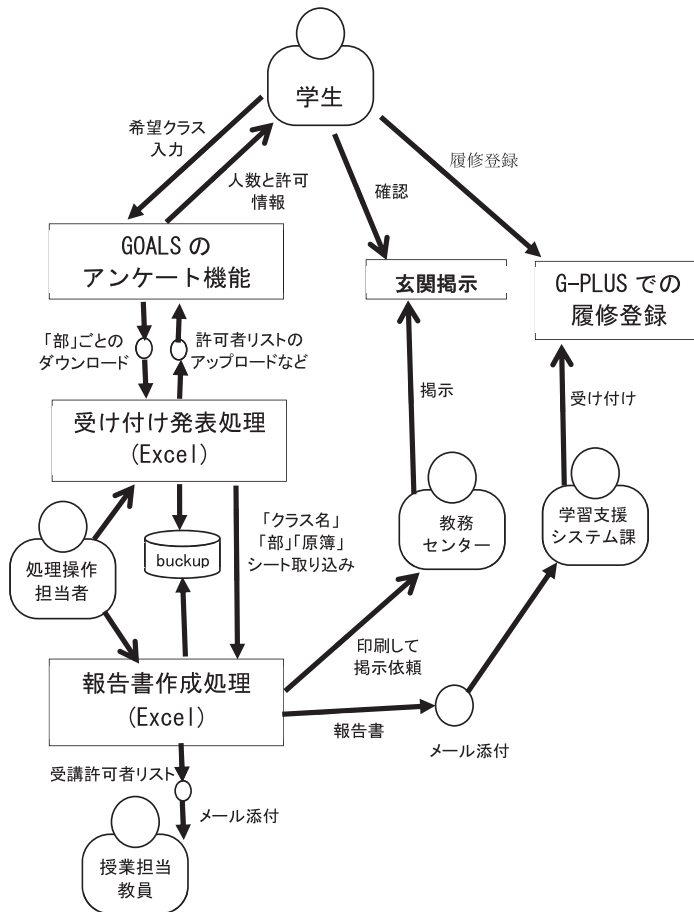 学生
希望クラス
入力
人数と許可
情報
確認
履修登録
GOALS の
アンケート機能
玄関掲示
G-PLUS での
履修登録
「部」ごとの
ダウンロード
許可者リストの
アップロードなど
掲示
受け付け
受け付け発表処理
(Excel)
「クラス名」
「部」「原簿」
シート取り込み
教務
センター
学習支援
システム課
処理操作
担当者
buckup
印刷して
掲示依頼
報告書作成処理
(Excel)
報告書
メール添付
受講許可者リスト
メール添付
授業担当
教員